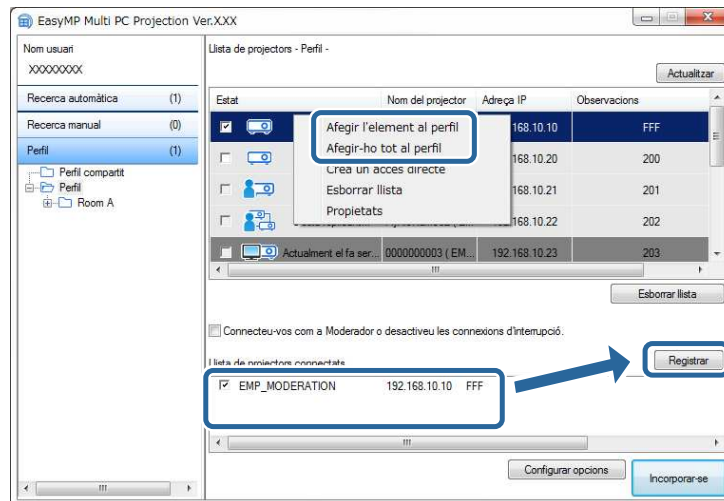 EasyMP Multi PC Projection Ver.X.XX
Nom usuari
XXXXXXXX
Recerca automàtica (1)
Recerca manual (0)
Perfil (1)
Perfil compartit
Perfil
Room A
Llista de projectors - Perfil -
Actualitzar
Estat Nom del projector Adreça IP Observacions
168.10.10 FFF
168.10.20 200
168.10.21 201
168.10.22 202
Actualment el fa ser... 0000000003 ( EM... 192.168.10.23 203
Afegir l'element al perfil
Afegir-ho tot al perfil
Crea un accés directe
Esborrar llista
Propietats
Esborrar llista
Connecteu-vos com a Moderador o desactiveu les connexions d'interrupció.
Llista de projectors connectats
Registrar
EMP_MODERATION 192.168.10.10 FFF
Configurar opcions
Incorporar-se